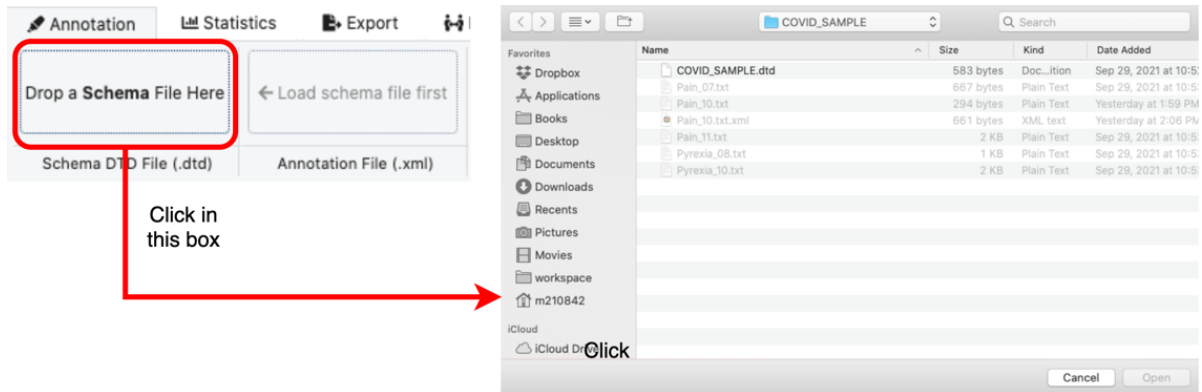 Annotation
Statistics
Export
Drop a Schema File Here
Load schema file first
Schema DTD File (.dtd)
Annotation File (.xml)
Click in
this box
COVID_SAMPLE
Search
Favorites
Dropbox
Applications
Books
Desktop
Documents
Downloads
Recents
Pictures
Movies
workspace
m210842
iCloud
iCloud Drive
Click
Name Size Kind Date Added
COVID_SAMPLE.dtd 583 bytes Doc...ition Sep 29, 2021 at 10:5
Pain_07.txt 667 bytes Plain Text Sep 29, 2021 at 10:5
Pain_10.txt 294 bytes Plain Text Yesterday at 1:59 PM
Pain_10.txt.xml 661 bytes XML text Yesterday at 2:06 PM
Pain_11.txt 2 KB Plain Text Sep 29, 2021 at 10:5
Pyrexia_08.txt 1 KB Plain Text Sep 29, 2021 at 10:5
Pyrexia_10.txt 2 KB Plain Text Sep 29, 2021 at 10:5
Cancel Open